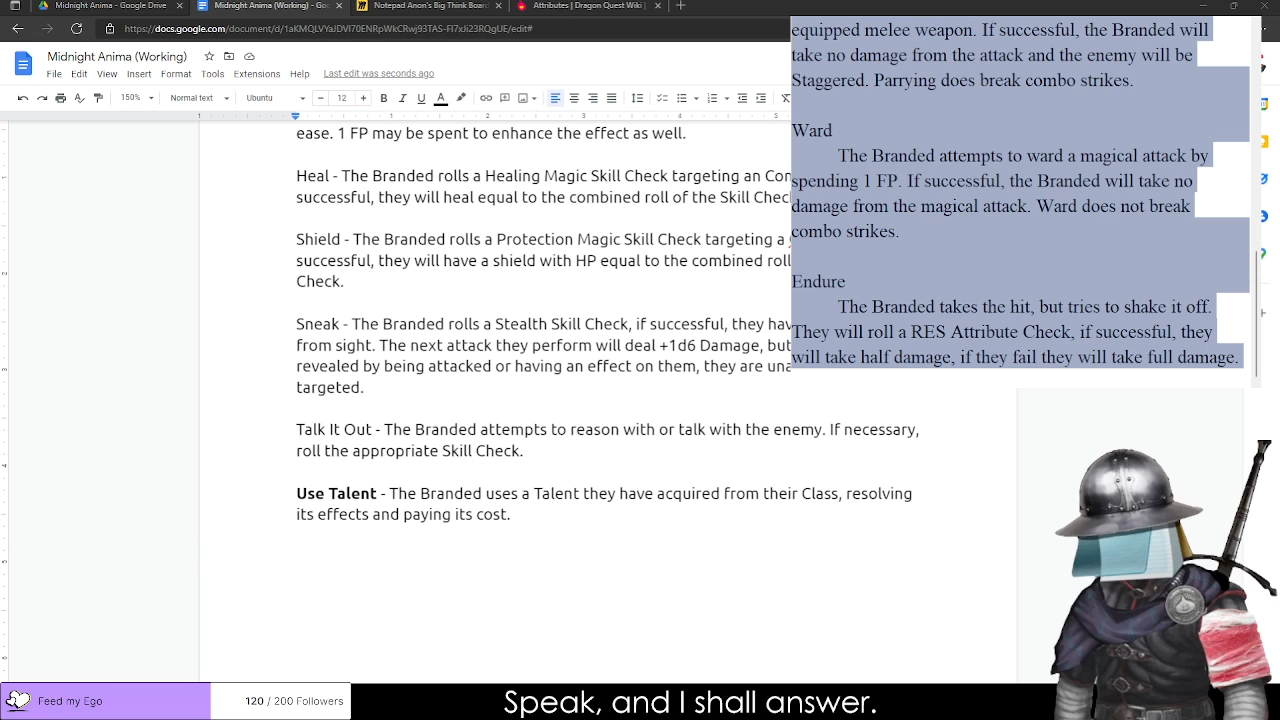 Midnight Anima - Google Drive
Midnight Anima (Working) - Go
Notepad Anon's Big Think Board
Attributes | Dragon Quest Wiki
https://docs.google.com/document/d/1aKMQLVYaJDVl70ENRpWkCRwj93TAS-FI7xJi23RQgUE/edit#
Midnight Anima (Working)
File Edit View Insert Format Tools Extensions Help Last edit was seconds ago
150% Normal text Ubuntu 12
ease. 1 FP may be spent to enhance the effect as well.
Heal - The Branded rolls a Healing Magic Skill Check targeting an Con
successful, they will heal equal to the combined roll of the Skill Chec
Shield - The Branded rolls a Protection Magic Skill Check targeting a
successful, they will have a shield with HP equal to the combined roll
Check.
Sneak - The Branded rolls a Stealth Skill Check, if successful, they hav
from sight. The next attack they perform will deal +1d6 Damage, but
revealed by being attacked or having an effect on them, they are una
targeted.
Talk It Out - The Branded attempts to reason with or talk with the enemy. If necessary,
roll the appropriate Skill Check.
Use Talent - The Branded uses a Talent they have acquired from their Class, resolving
its effects and paying its cost.
equipped melee weapon. If successful, the Branded will
take no damage from the attack and the enemy will be
Staggered. Parrying does break combo strikes.
Ward
The Branded attempts to ward a magical attack by
spending 1 FP. If successful, the Branded will take no
damage from the magical attack. Ward does not break
combo strikes.
Endure
The Branded takes the hit, but tries to shake it off.
They will roll a RES Attribute Check, if successful, they
will take half damage, if they fail they will take full damage.
Feed my Ego
120 / 200 Followers
Speak, and I shall answer.